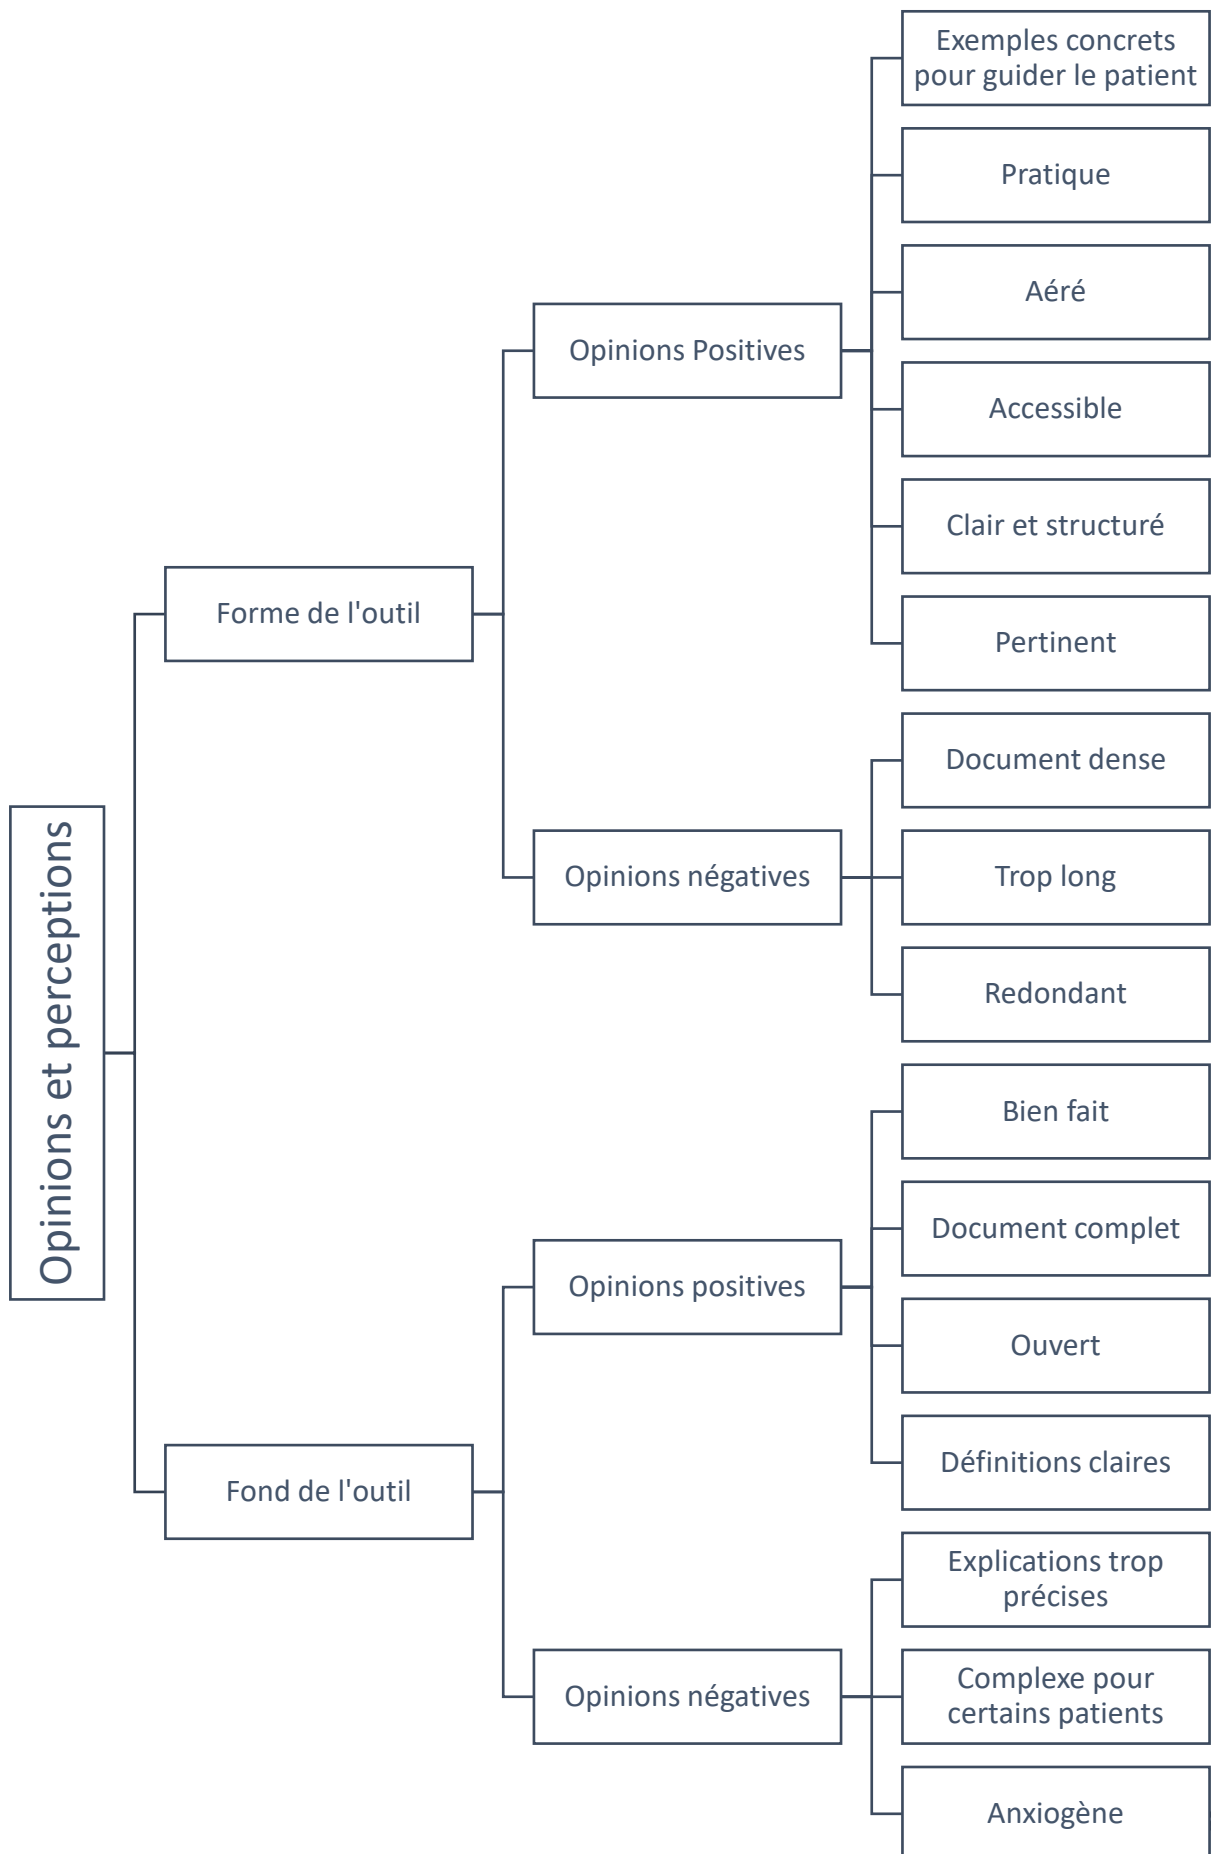 Opinions et perceptions
Forme de l'outil
Opinions Positives
Exemples concrets
pour guider le patient
Pratique
Aéré
Accessible
Clair et structuré
Pertinent
Opinions négatives
Document dense
Trop long
Redondant
Fond de l'outil
Opinions positives
Bien fait
Document complet
Ouvert
Définitions claires
Opinions négatives
Explications trop
précises
Complexe pour
certains patients
Anxiogène